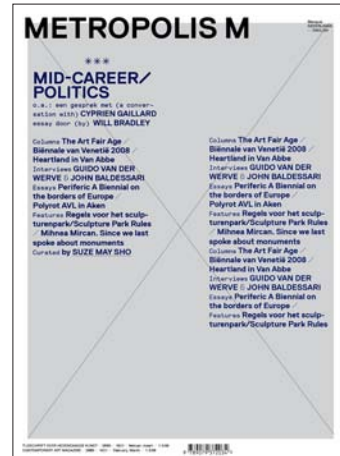 METROPOLIS M
***
MID-CAREER/
POLITICS
o.a.: een gesprek met (a conver-
sation with) CYPRIEN GAILLARD
essay door (by) WILL BRADLEY
Columns The Art Fair Age /
Biënnale van Venetië 2008 /
Heartland in Van Abbe
Interviews GUIDO VAN DER
WERVE & JOHN BALDESSARI
Essays Periferic A Biennial on
the borders of Europe /
Polyrot AVL in Aken
Features Regels voor het sculp-
turenpark/Sculpture Park Rules
/ Mihnea Mircan. Since we last
spoke about monuments
Curated by SUZE MAY SHO
Columns The Art Fair Age /
Biënnale van Venetië 2008 /
Heartland in Van Abbe
Interviews GUIDO VAN DER
WERVE & JOHN BALDESSARI
Essays Periferic A Biennial on
the borders of Europe /
Polyrot AVL in Aken
Features Regels voor het sculp-
turenpark/Sculpture Park Rules
/ Mihnea Mircan. Since we last
spoke about monuments
Columns The Art Fair Age /
Biënnale van Venetië 2008 /
Heartland in Van Abbe
Interviews GUIDO VAN DER
WERVE & JOHN BALDESSARI
Essays Periferic A Biennial on
the borders of Europe /
Features Regels voor het sculp-
turenpark/Sculpture Park Rules